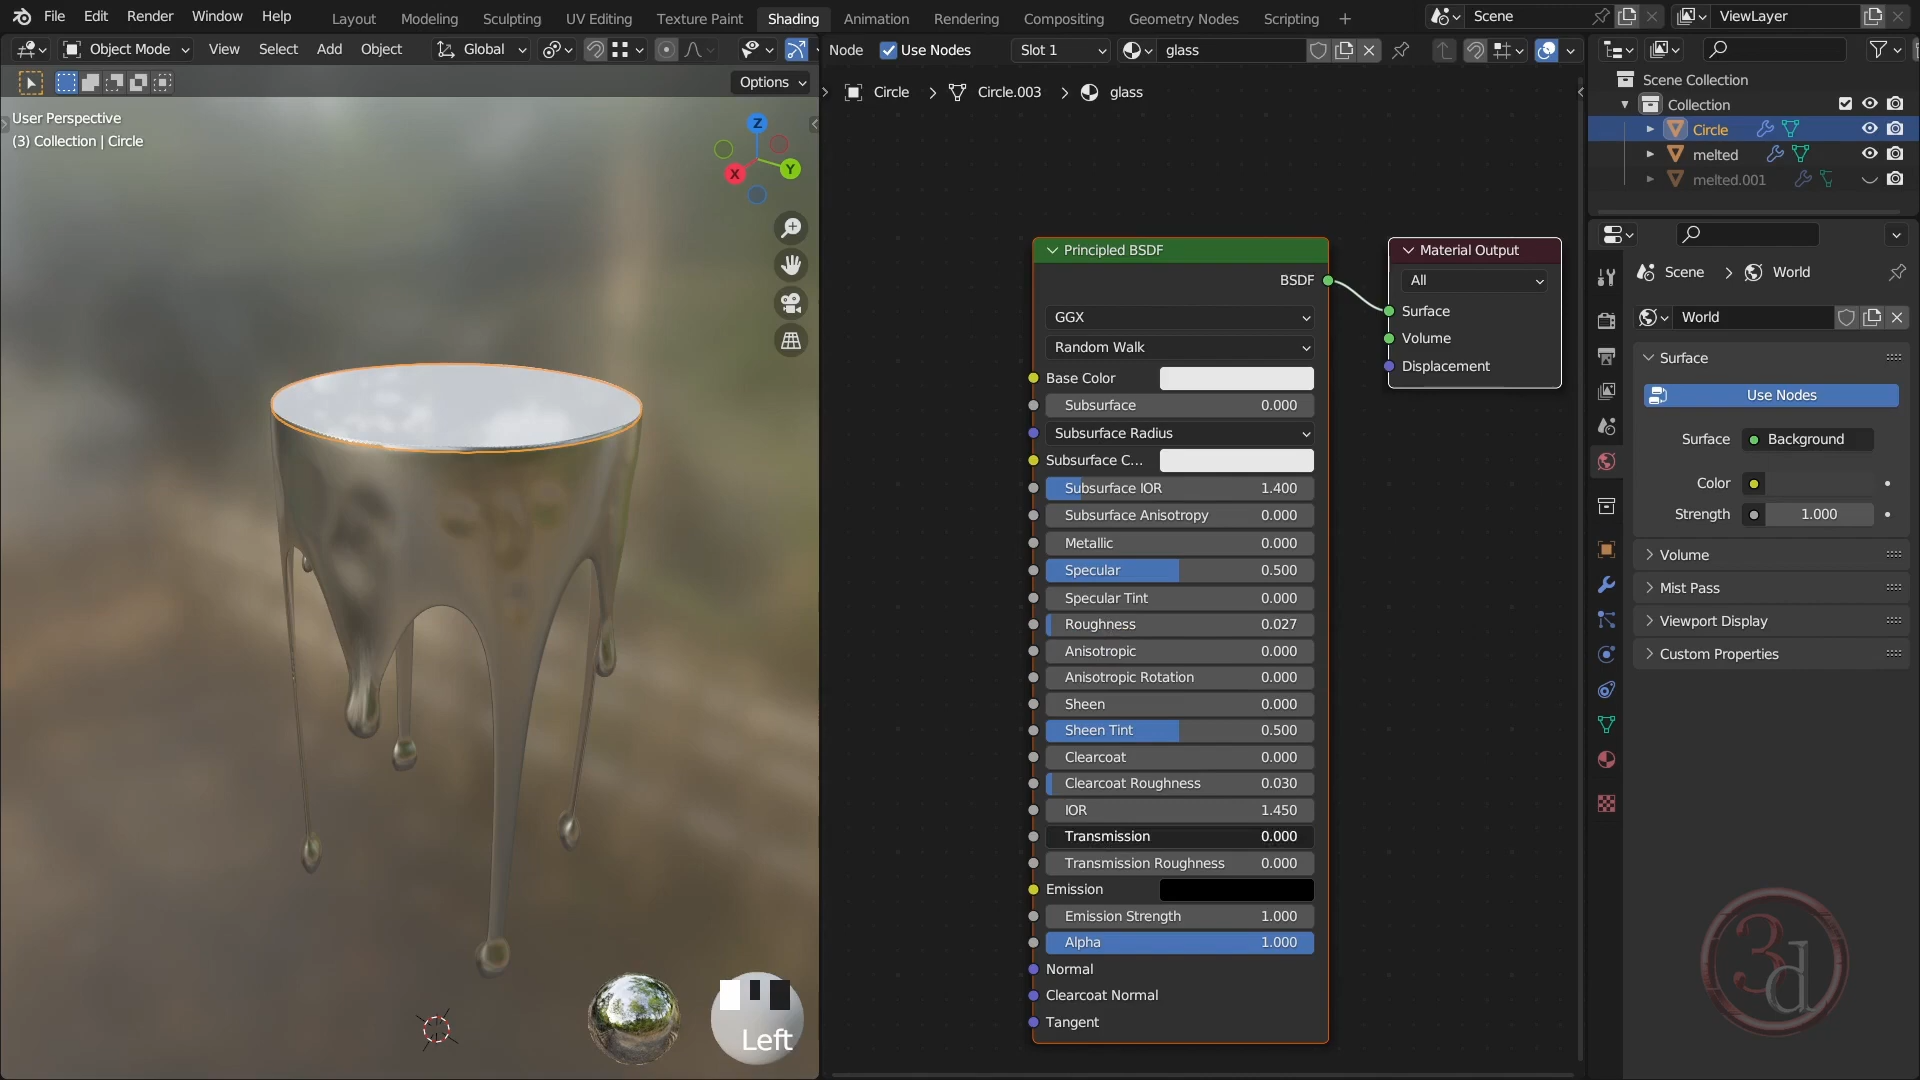 File Edit Render Window Help Layout Modeling Sculpting UV Editing Texture Paint Shading Animation Rendering Compositing Geometry Nodes Scripting + Scene ViewLayer
Object Mode View Select Add Object Global Node Use Nodes Slot 1 glass
Options
Circle > Circle.003 > glass
User Perspective
(3) Collection | Circle
Z
X
Y
Principled BSDF
BSDF
GGX
Random Walk
Base Color
Subsurface 0.000
Subsurface Radius
Subsurface C...
Subsurface IOR 1.400
Subsurface Anisotropy 0.000
Metallic 0.000
Specular 0.500
Specular Tint 0.000
Roughness 0.027
Anisotropic 0.000
Anisotropic Rotation 0.000
Sheen 0.000
Sheen Tint 0.500
Clearcoat 0.000
Clearcoat Roughness 0.030
IOR 1.450
Transmission 0.000
Transmission Roughness 0.000
Emission
Emission Strength 1.000
Alpha 1.000
Normal
Clearcoat Normal
Tangent
Material Output
All
Surface
Volume
Displacement
Scene Collection
Collection
Circle
melted
melted.001
Scene > World
World
Surface
Use Nodes
Surface Background
Color
Strength 1.000
Volume
Mist Pass
Viewport Display
Custom Properties
Left
3d